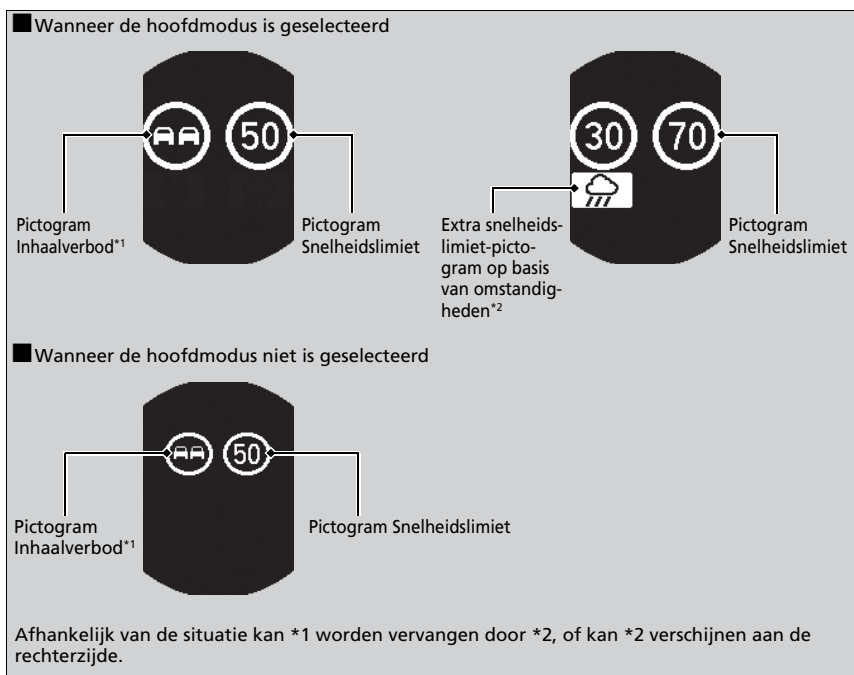 ■Wanneer de hoofdmodus is geselecteerd
50
30 70
Pictogram
Inhaalverbod*1
Pictogram
Snelheidslimiet
Extra snelheids-
limiet-picto-
gram op basis
van omstandig-
heden*2
Pictogram
Snelheidslimiet
■Wanneer de hoofdmodus niet is geselecteerd
50
Pictogram
Inhaalverbod*1
Pictogram Snelheidslimiet
Afhankelijk van de situatie kan *1 worden vervangen door *2, of kan *2 verschijnen aan de
rechterzijde.